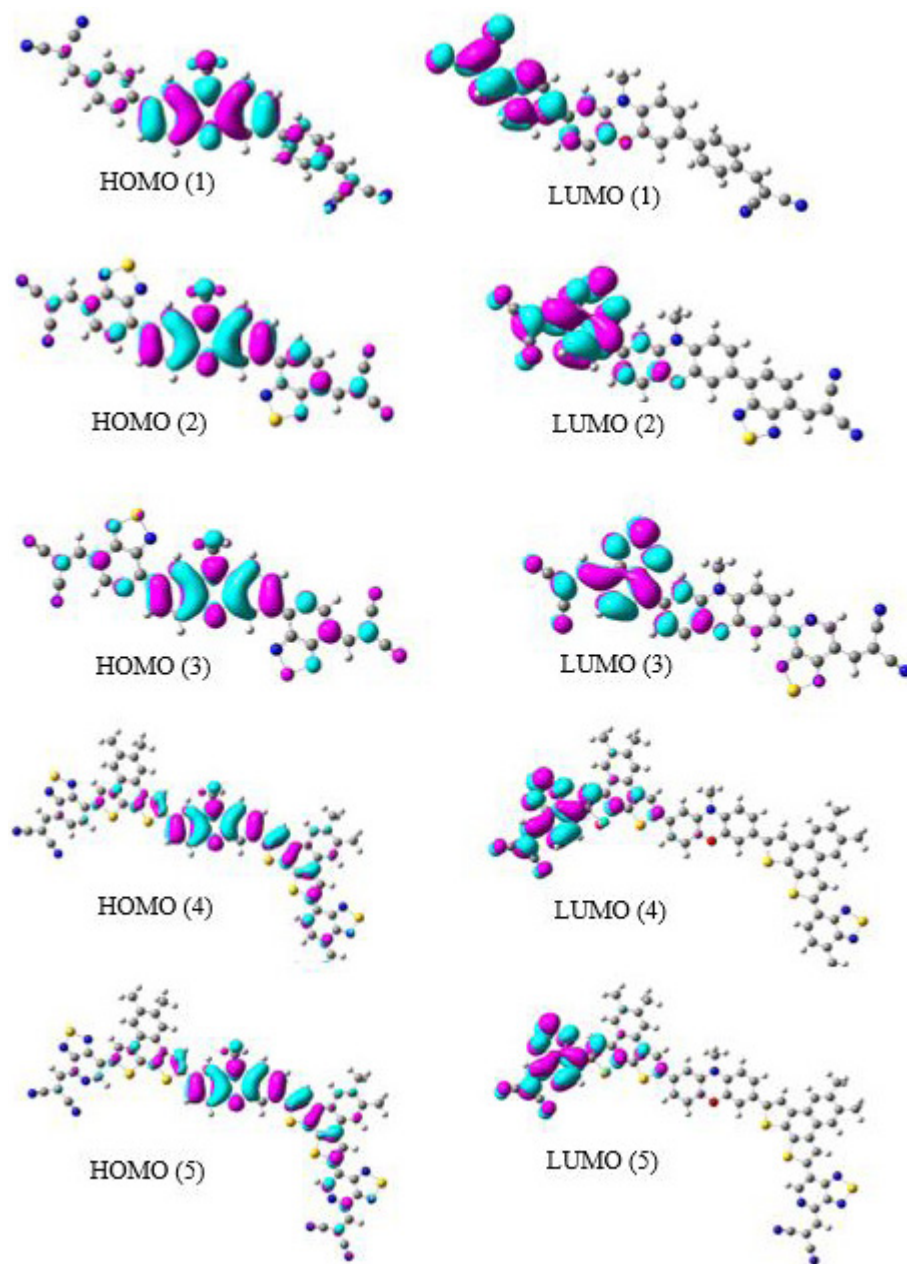 HOMO (1)
LUMO (1)
HOMO (2)
LUMO (2)
HOMO (3)
LUMO (3)
HOMO (4)
LUMO (4)
HOMO (5)
LUMO (5)